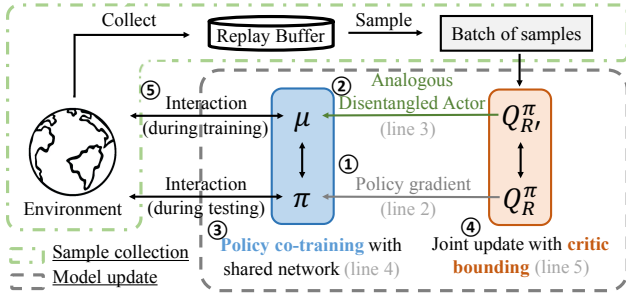 Collect
Replay Buffer
Sample
Batch of samples
⑤
Interaction
(during training)
②
Analogous
Disentangled Actor
(line 3)
μ
Q^π_{R′}
①
Interaction
(during testing)
π
Policy gradient
(line 2)
Q^π_R
Environment
③
Policy co-training with
shared network (line 4)
④
Joint update with critic
bounding (line 5)
Sample collection
Model update